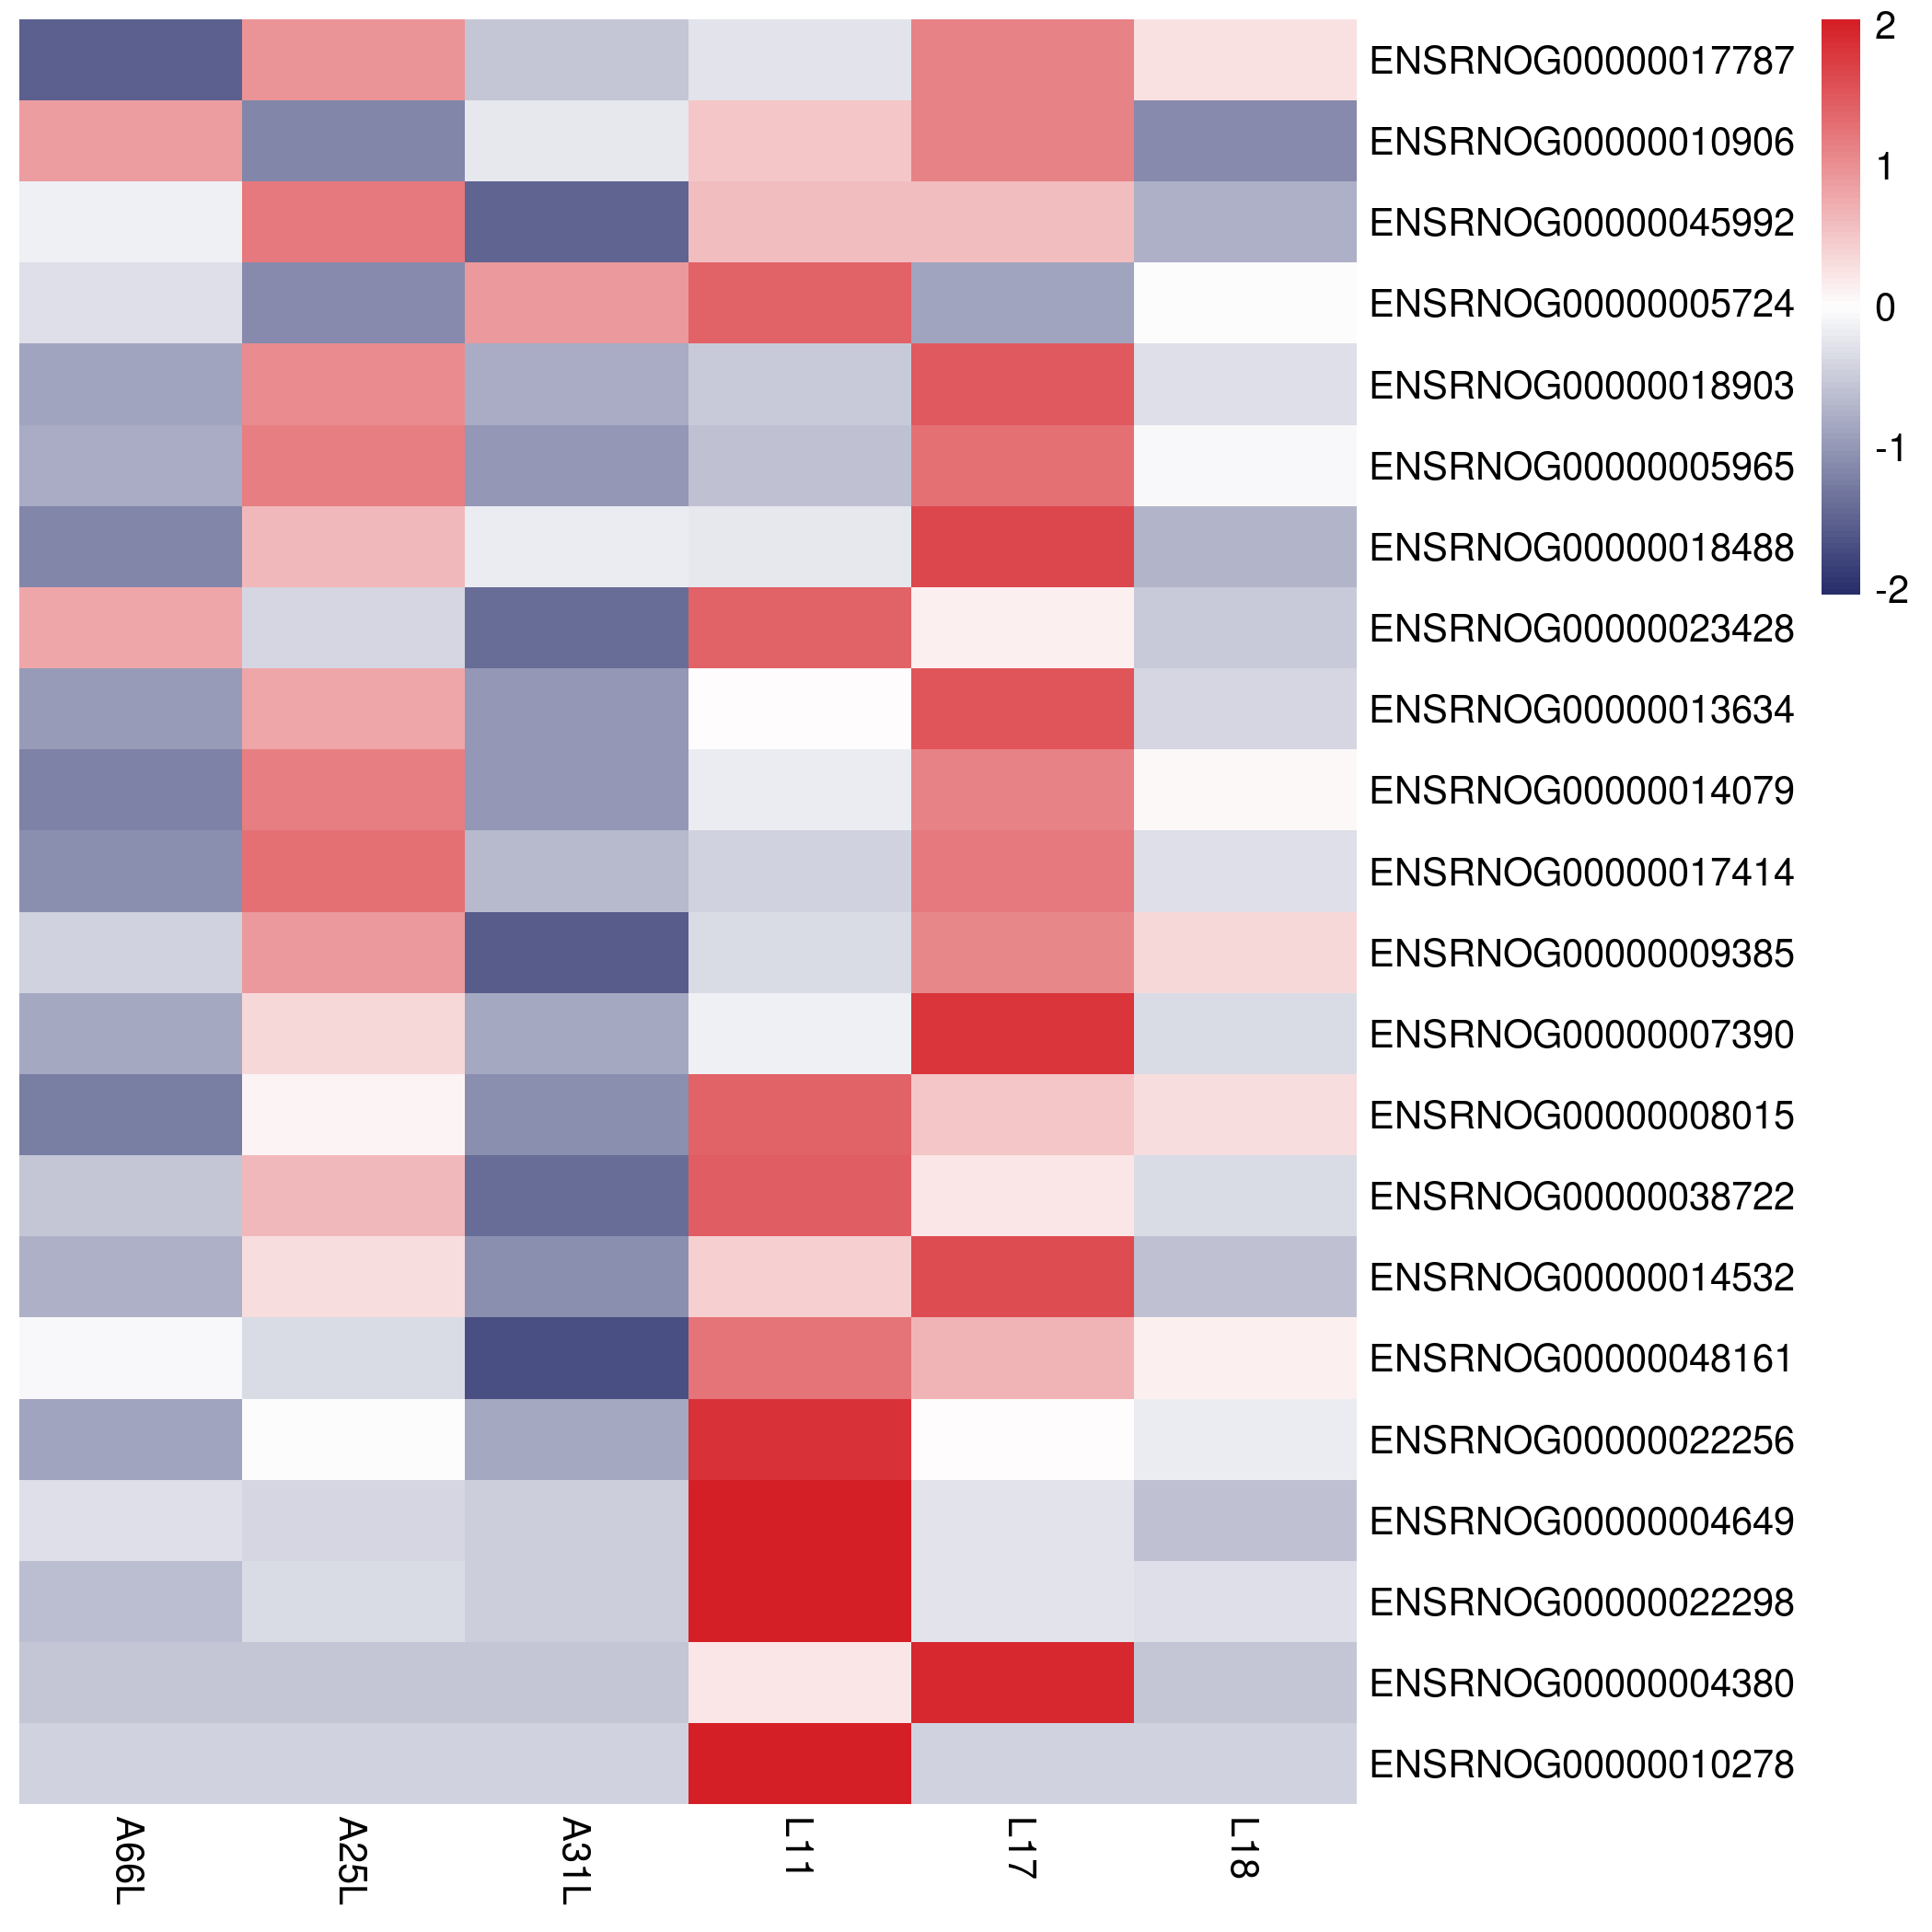 ENSRNOG00000017787
ENSRNOG00000010906
ENSRNOG00000045992
ENSRNOG00000005724
ENSRNOG00000018903
ENSRNOG00000005965
ENSRNOG00000018488
ENSRNOG00000023428
ENSRNOG00000013634
ENSRNOG00000014079
ENSRNOG00000017414
ENSRNOG00000009385
ENSRNOG00000007390
ENSRNOG00000008015
ENSRNOG00000038722
ENSRNOG00000014532
ENSRNOG00000048161
ENSRNOG00000022256
ENSRNOG00000004649
ENSRNOG00000022298
ENSRNOG00000004380
ENSRNOG00000010278
2
1
0
-1
-2
A66L
A25L
A31L
L11
L17
L18